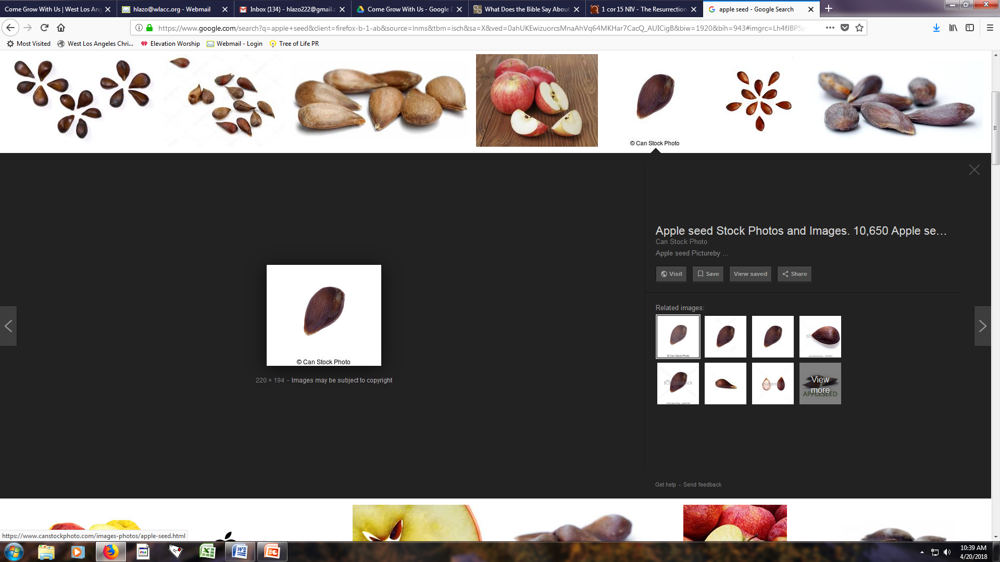 Come Grow With Us | West Los Ang
hlazo@wlacc.org - Webmail
Inbox (134) - hlazo222@gmail.c
Come Grow With Us - Google D
What Does the Bible Say About
1 cor 15 NIV - The Resurrection
apple seed - Google Search
https://www.google.com/search?q=apple+seed&client=firefox-b-1-ab&source=lnms&tbm=isch&sa=X&ved=0ahUKEwizuorcsMnaAhVq64MKHar7CacQ_AUICigB&biw=1920&bih=943#imgrc=Lh4fJBP5p
Most Visited
West Los Angeles Chri...
Elevation Worship
Webmail - Login
Tree of Life PR
© Can Stock Photo
Apple seed Stock Photos and Images. 10,650 Apple se...
Can Stock Photo
Apple seed Pictureby ...
Visit
Save
View saved
Share
© Can Stock Photo
220 × 194 - Images may be subject to copyright
Related images:
© Can Stock Photo
View
more
APPLESEED
Get help - Send feedback
https://www.canstockphoto.com/images-photos/apple-seed.html
10:39 AM
4/20/2018